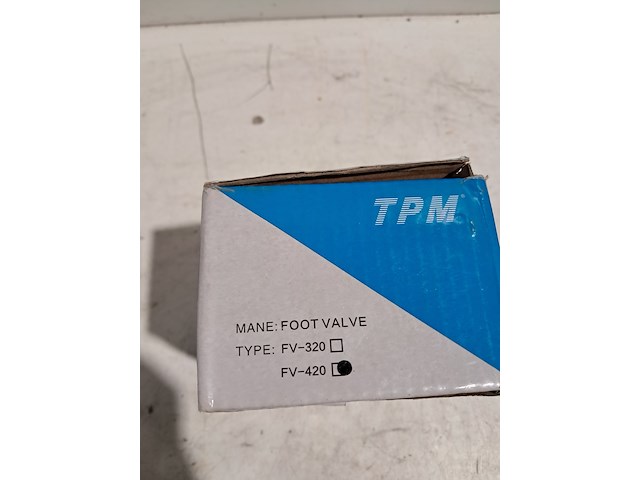 TPM
MANE: FOOT VALVE
TYPE: FV-320
FV-420